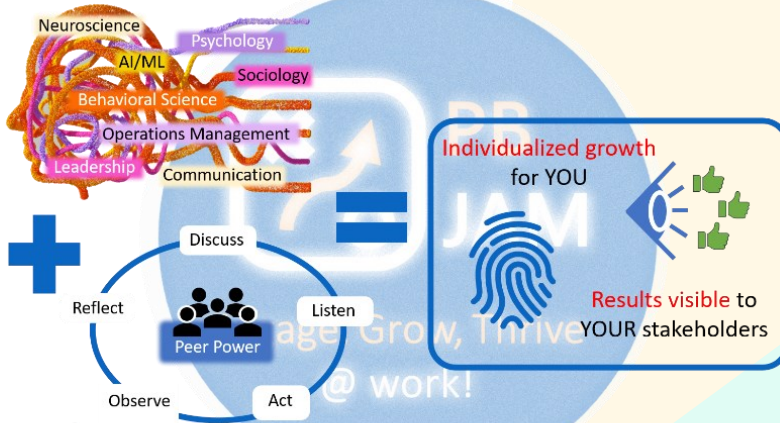 Neuroscience
Psychology
AI/ML
Sociology
Behavioral Science
Operations Management
Leadership
Communication
Discuss
Reflect
Listen
Peer Power
Observe
Act
Individualized growth
for YOU
Results visible to
YOUR stakeholders
PR
JAM
Grow, Thrive
@ work!